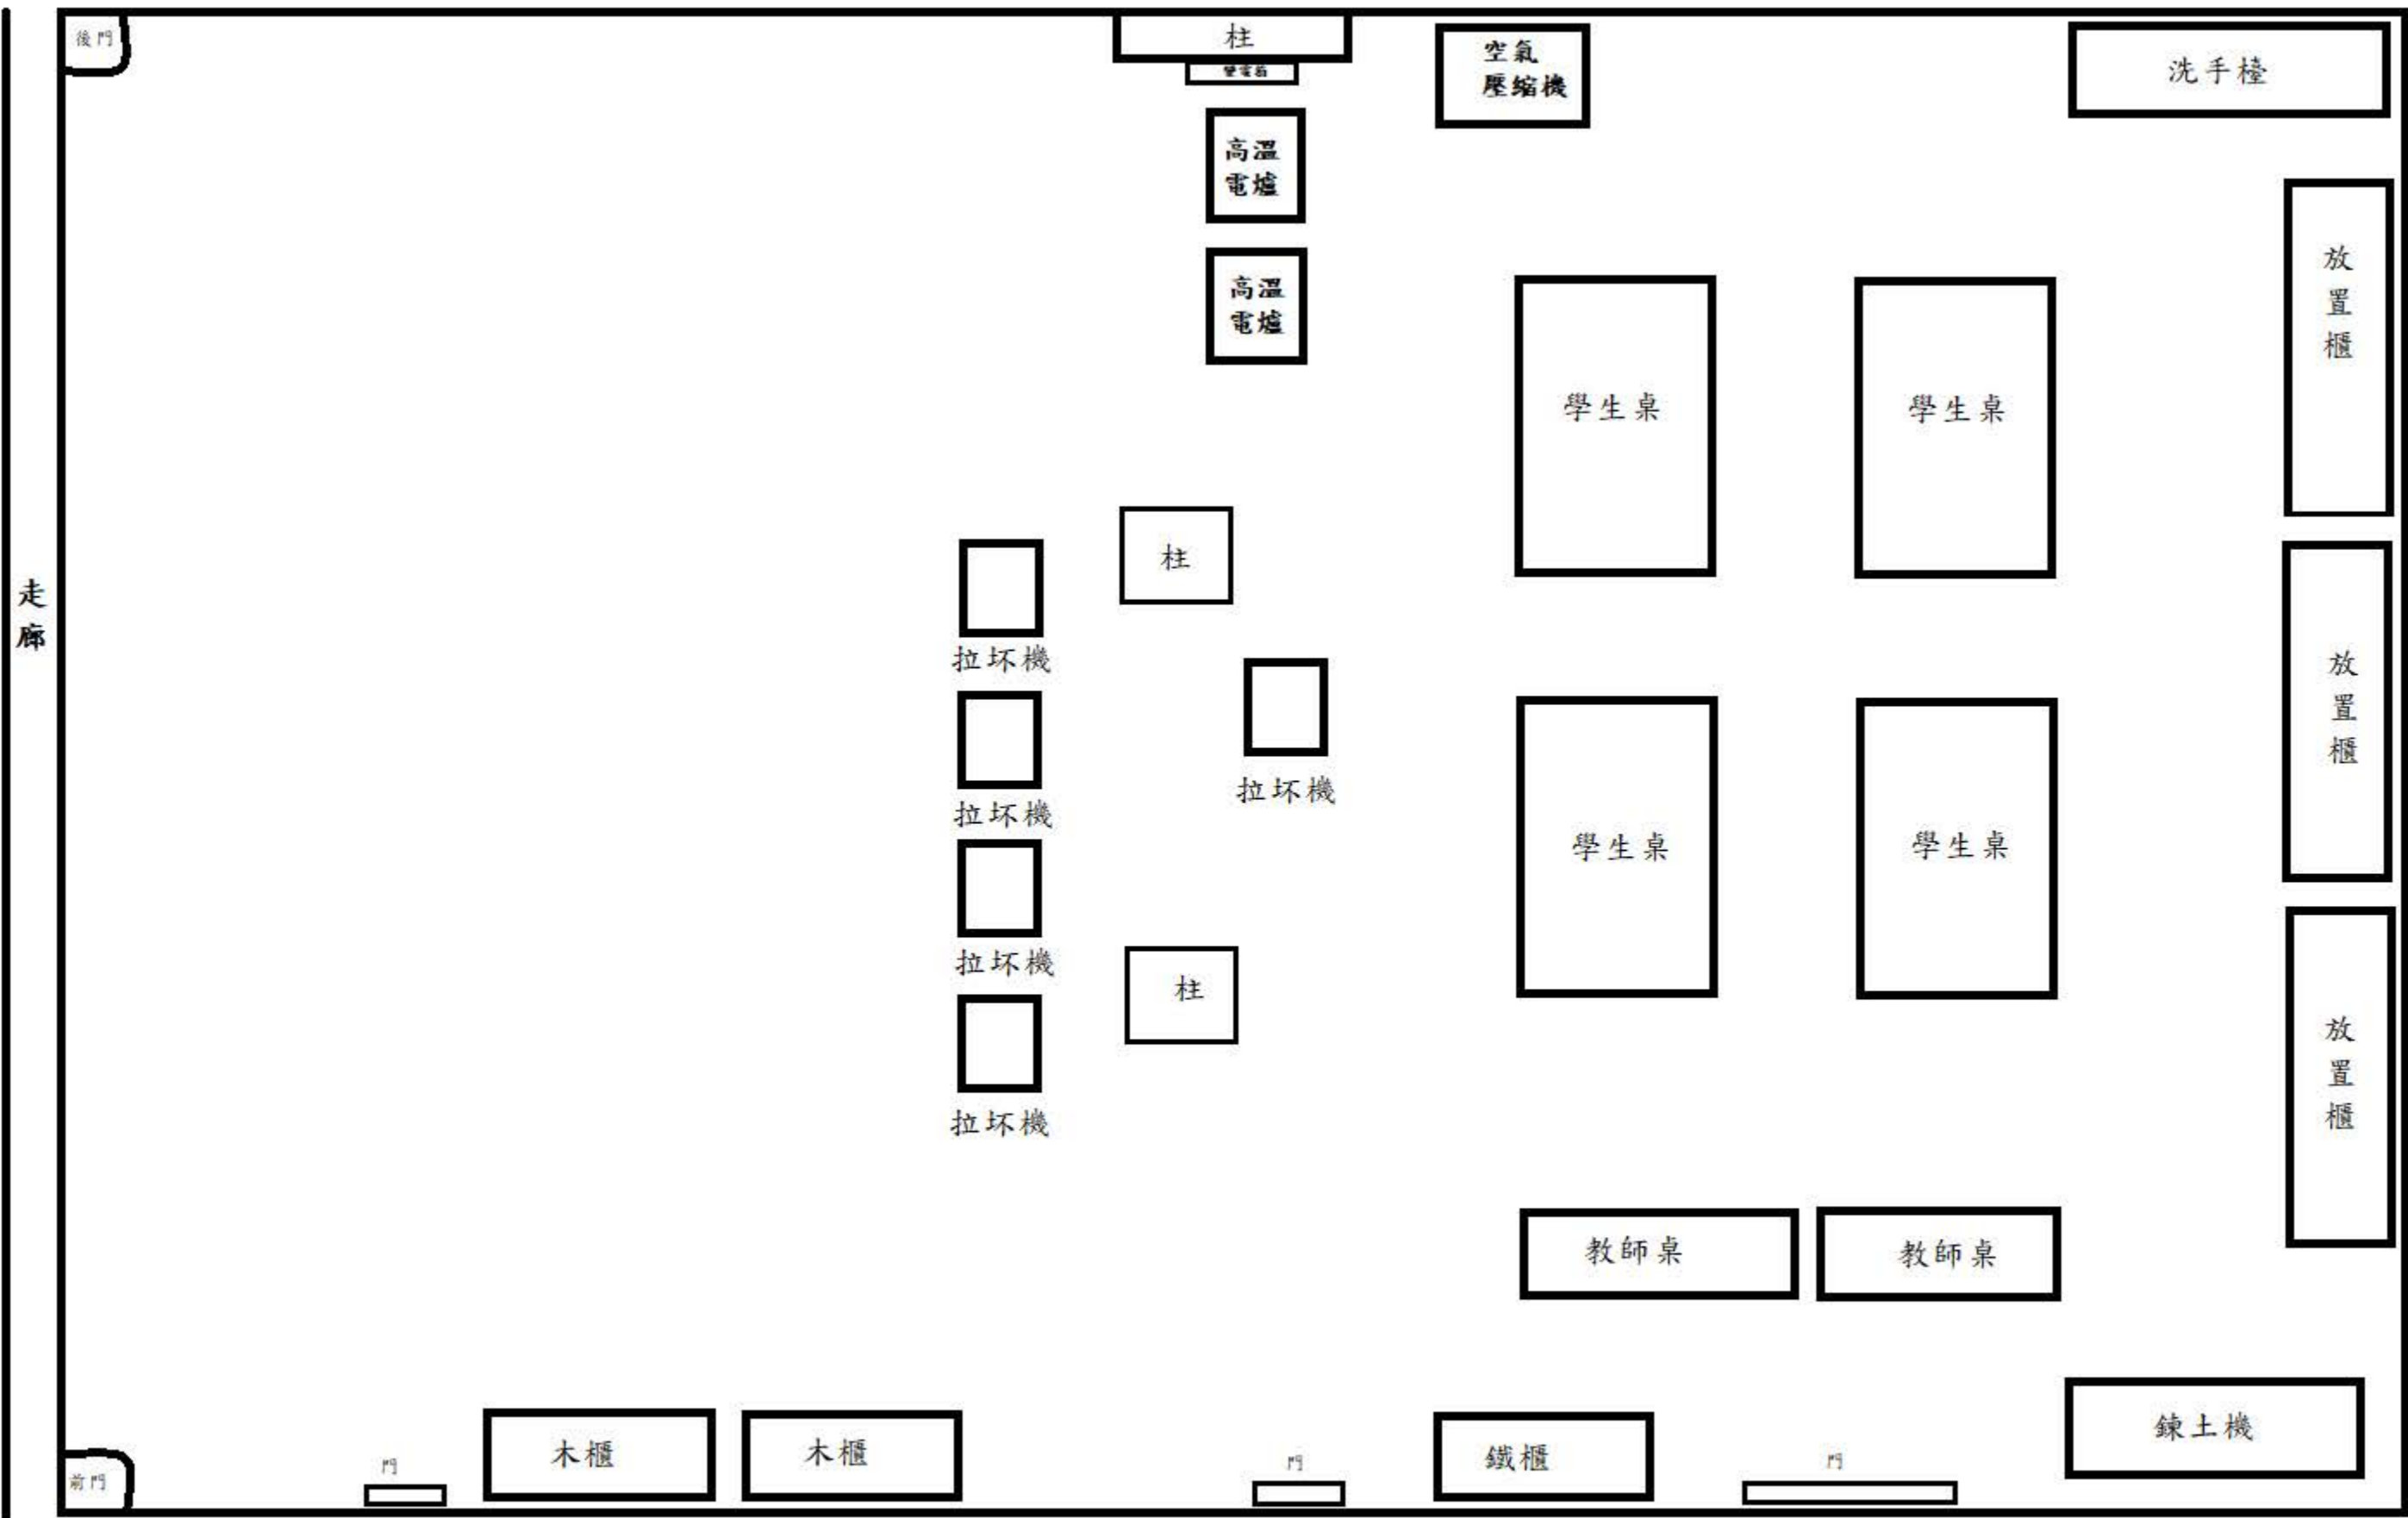 後門
柱
空氣
壓縮機
洗手檯
高溫
電爐
高溫
電爐
放置櫃
學生桌
學生桌
柱
走廊
拉坏機
放置櫃
拉坏機
拉坏機
學生桌
學生桌
拉坏機
柱
放置櫃
拉坏機
教師桌
教師桌
木櫃
木櫃
鐵櫃
鍊土機
前門
門
門
門